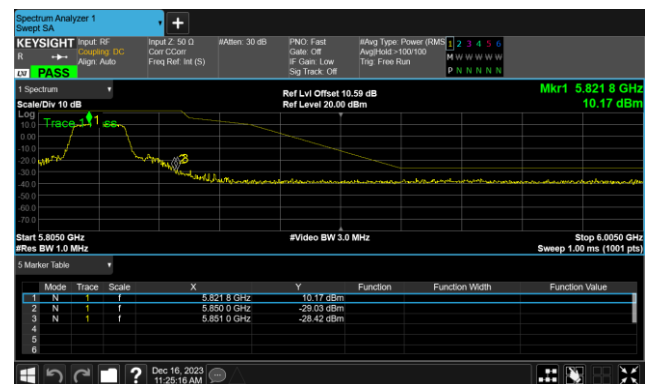 Spectrum Analyzer 1
Swept SA
KEYSIGHT
R
LXI
PASS
Input: RF
Coupling: DC
Align: Auto
Input Z: 50 Ω
Corr CCorr
Freq Ref: Int (S)
#Atten: 30 dB
PNO: Fast
Gate: Off
IF Gain: Low
Sig Track: Off
#Avg Type: Power (RMS
Avg|Hold:>100/100
Trig: Free Run
1 2 3 4 5 6
M W W W W W
P N N N N N
1 Spectrum
Scale/Div 10 dB
Ref Lvl Offset 10.59 dB
Ref Level 20.00 dBm
Mkr1 5.821 8 GHz
10.17 dBm
Log
10.0
0.00
-10.0
-20.0
-30.0
-40.0
-50.0
-60.0
-70.0
1
Start 5.8050 GHz
#Res BW 1.0 MHz
#Video BW 3.0 MHz
Stop 6.0050 GHz
Sweep 1.00 ms (1001 pts)
5 Marker Table
Mode Trace Scale X Y Function Function Width Function Value
1 N 1 f 5.821 8 GHz 10.17 dBm
2 N 1 f 5.850 0 GHz -29.03 dBm
3 N 1 f 5.851 0 GHz -28.42 dBm
4
5
6
?
Dec 16, 2023
11:25:16 AM